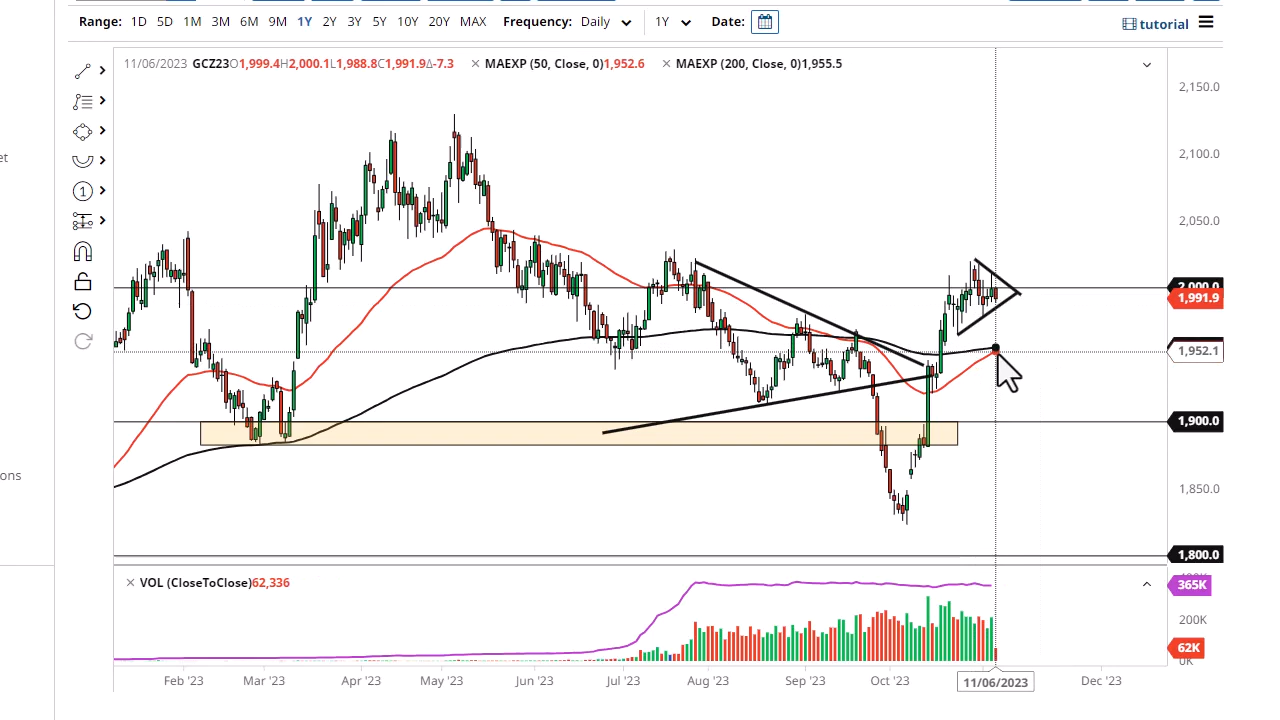 Range: 1D 5D 1M 3M 6M 9M 1Y 2Y 3Y 5Y 10Y 20Y MAX Frequency: Daily 1Y Date: tutorial
11/06/2023 GCZ23 O1,999.4 H2,000.1 L1,988.8 C1,991.9 Δ-7.3 × MAEXP (50, Close, 0) 1,952.6 × MAEXP (200, Close, 0) 1,955.5
2,150.0
et
2,100.0
1
2,050.0
2,000.0
1,991.9
1,952.1
1,900.0
ons
1,850.0
1,800.0
× VOL (CloseToClose) 62,336
365K
200K
62K
0K
Feb '23 Mar '23 Apr '23 May '23 Jun '23 Jul '23 Aug '23 Sep '23 Oct '23 11/06/2023 Dec '23